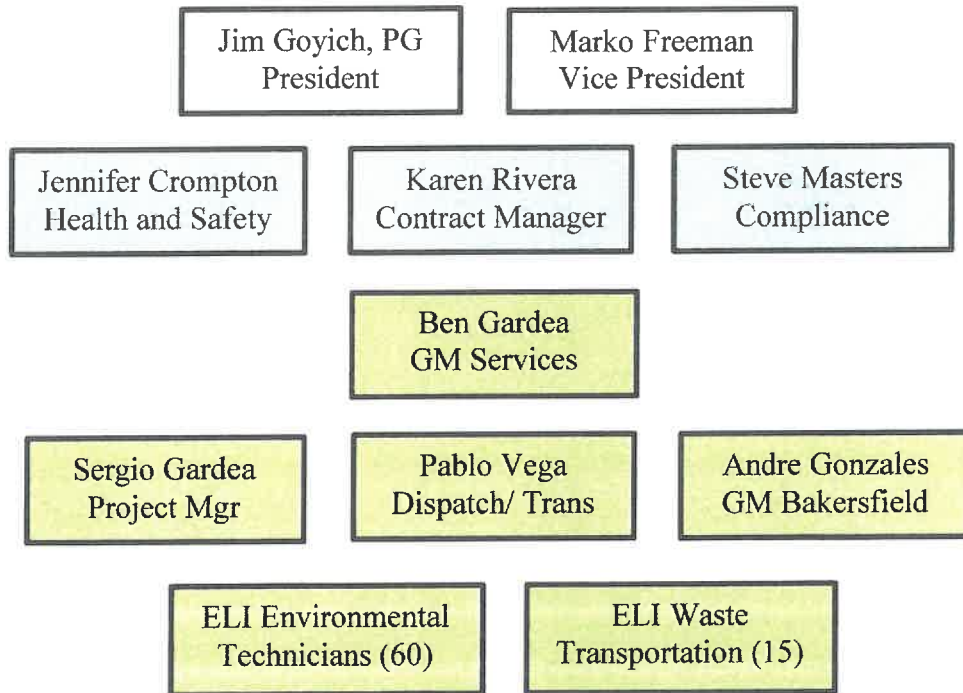 Jim Goyich, PG
President
Marko Freeman
Vice President
Jennifer Crompton
Health and Safety
Karen Rivera
Contract Manager
Steve Masters
Compliance
Ben Gardea
GM Services
Sergio Gardea
Project Mgr
Pablo Vega
Dispatch/ Trans
Andre Gonzales
GM Bakersfield
ELI Environmental
Technicians (60)
ELI Waste
Transportation (15)